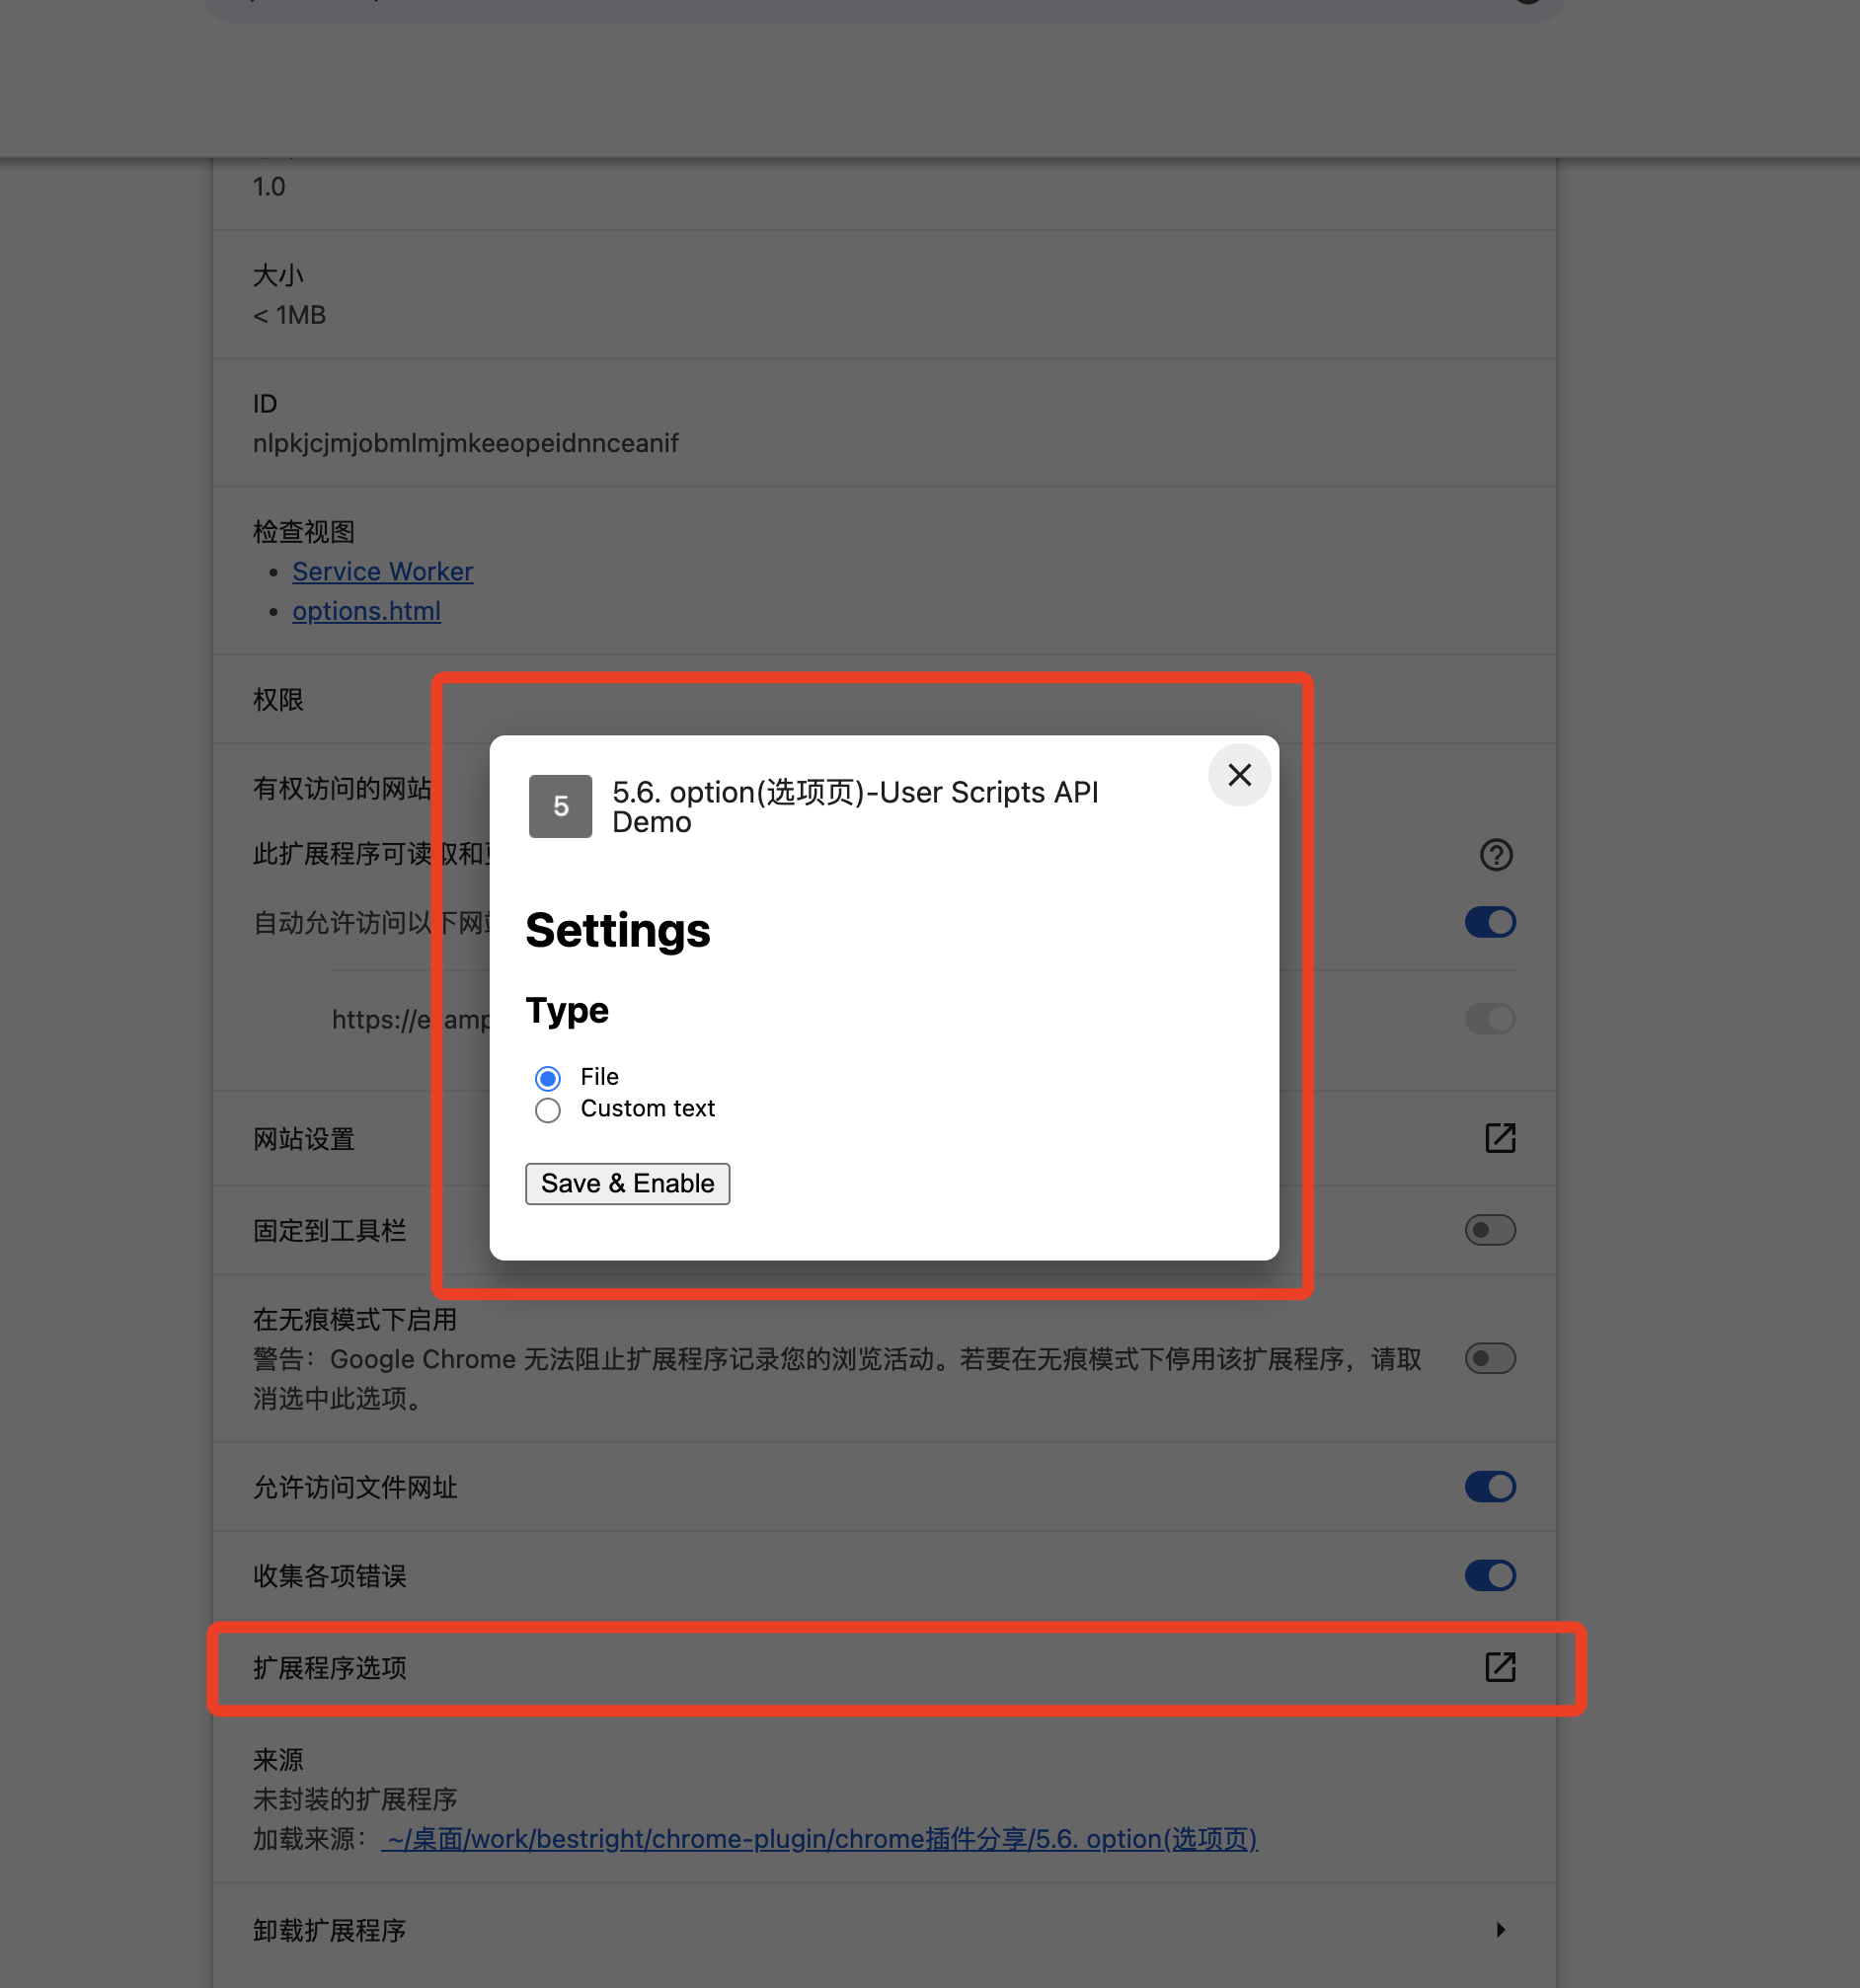 1.0
大小
< 1MB
ID
nlpkjcjmjobmlmjmkeeopeidnnceanif
检查视图
Service Worker
options.html
权限
有权访问的网站
此扩展程序可读取和
自动允许访问以下网
https://examp
5
5.6. option(选项页)-User Scripts API
Demo
Settings
Type
File
Custom text
Save & Enable
网站设置
固定到工具栏
在无痕模式下启用
警告：Google Chrome 无法阻止扩展程序记录您的浏览活动。若要在无痕模式下停用该扩展程序，请取
消选中此选项。
允许访问文件网址
收集各项错误
扩展程序选项
来源
未封装的扩展程序
加载来源： ~/桌面/work/bestright/chrome-plugin/chrome插件分享/5.6. option(选项页)
卸载扩展程序